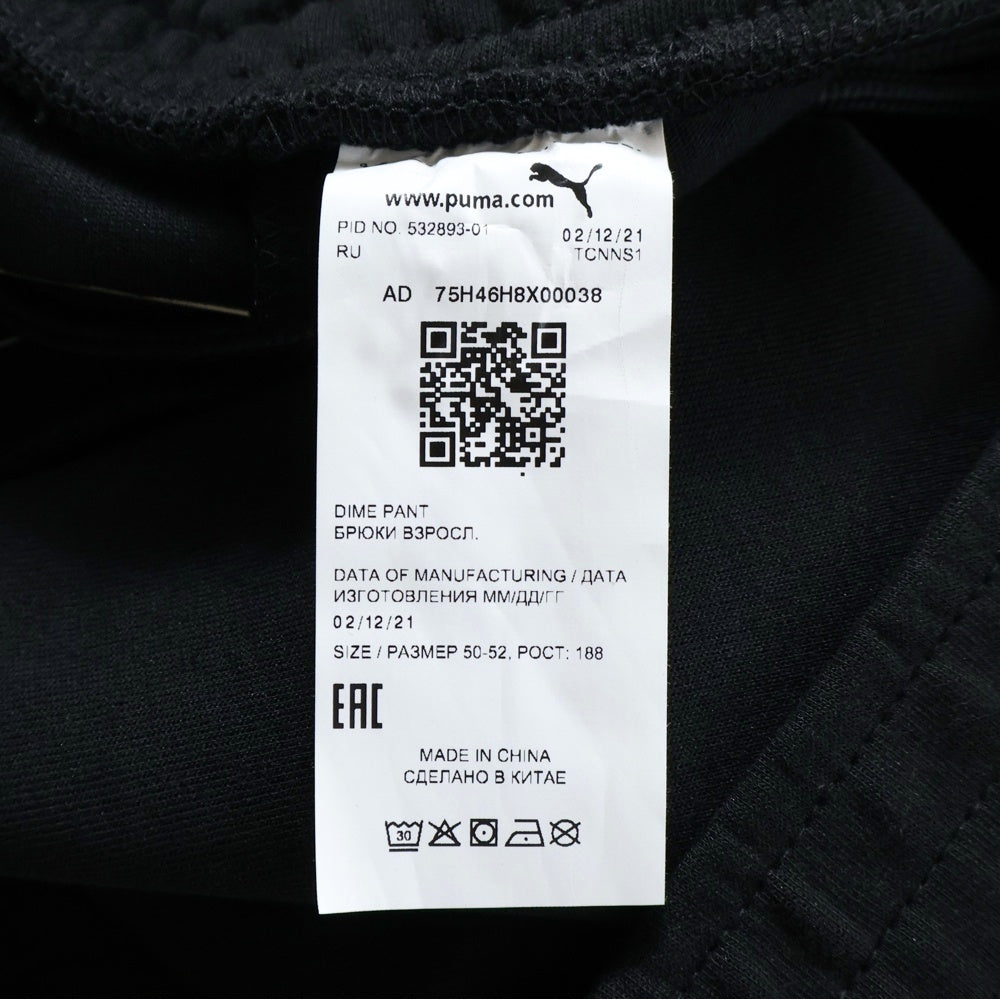 www.puma.com
PID NO. 532893-01
02/12/21
RU
TCNNS1
AD 75H46H8X00038
DIME PANT
БРЮКИ ВЗРОСЛ.
DATA OF MANUFACTURING / ДАТА
ИЗГОТОВЛЕНИЯ ММ/ДД/ГГ
02/12/21
SIZE / РАЗМЕР 50-52, РОСТ: 188
EAC
MADE IN CHINA
СДЕЛАНО В КИТАЕ
30